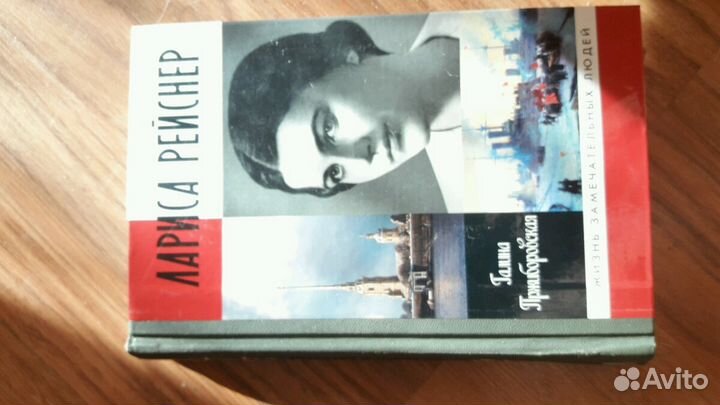 ЛАРИСА РЕЙСНЕР
Галина
Пржиборовская
ЖИЗНЬ ЗАМЕЧАТЕЛЬНЫХ ЛЮДЕЙ
Avito